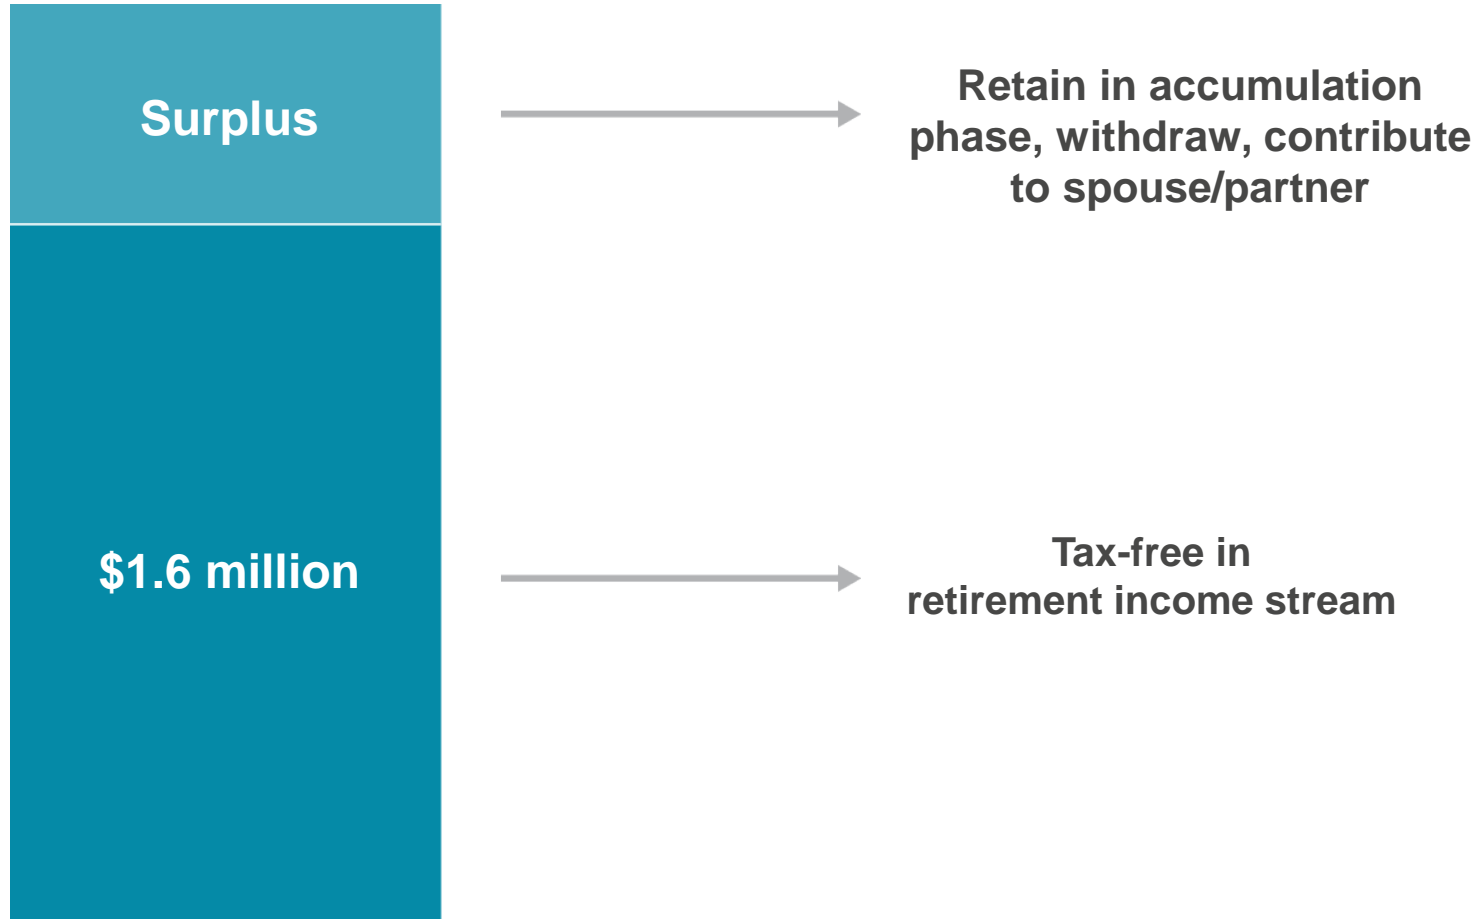 Surplus
Retain in accumulation
phase, withdraw, contribute
to spouse/partner
$1.6 million
Tax-free in
retirement income stream